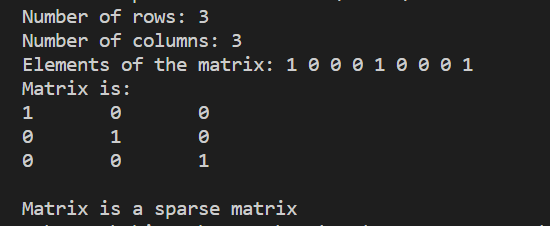 Number of rows: 3
Number of columns: 3
Elements of the matrix: 1 0 0 0 1 0 0 0 1
Matrix is:
1 0 0
0 1 0
0 0 1
Matrix is a sparse matrix